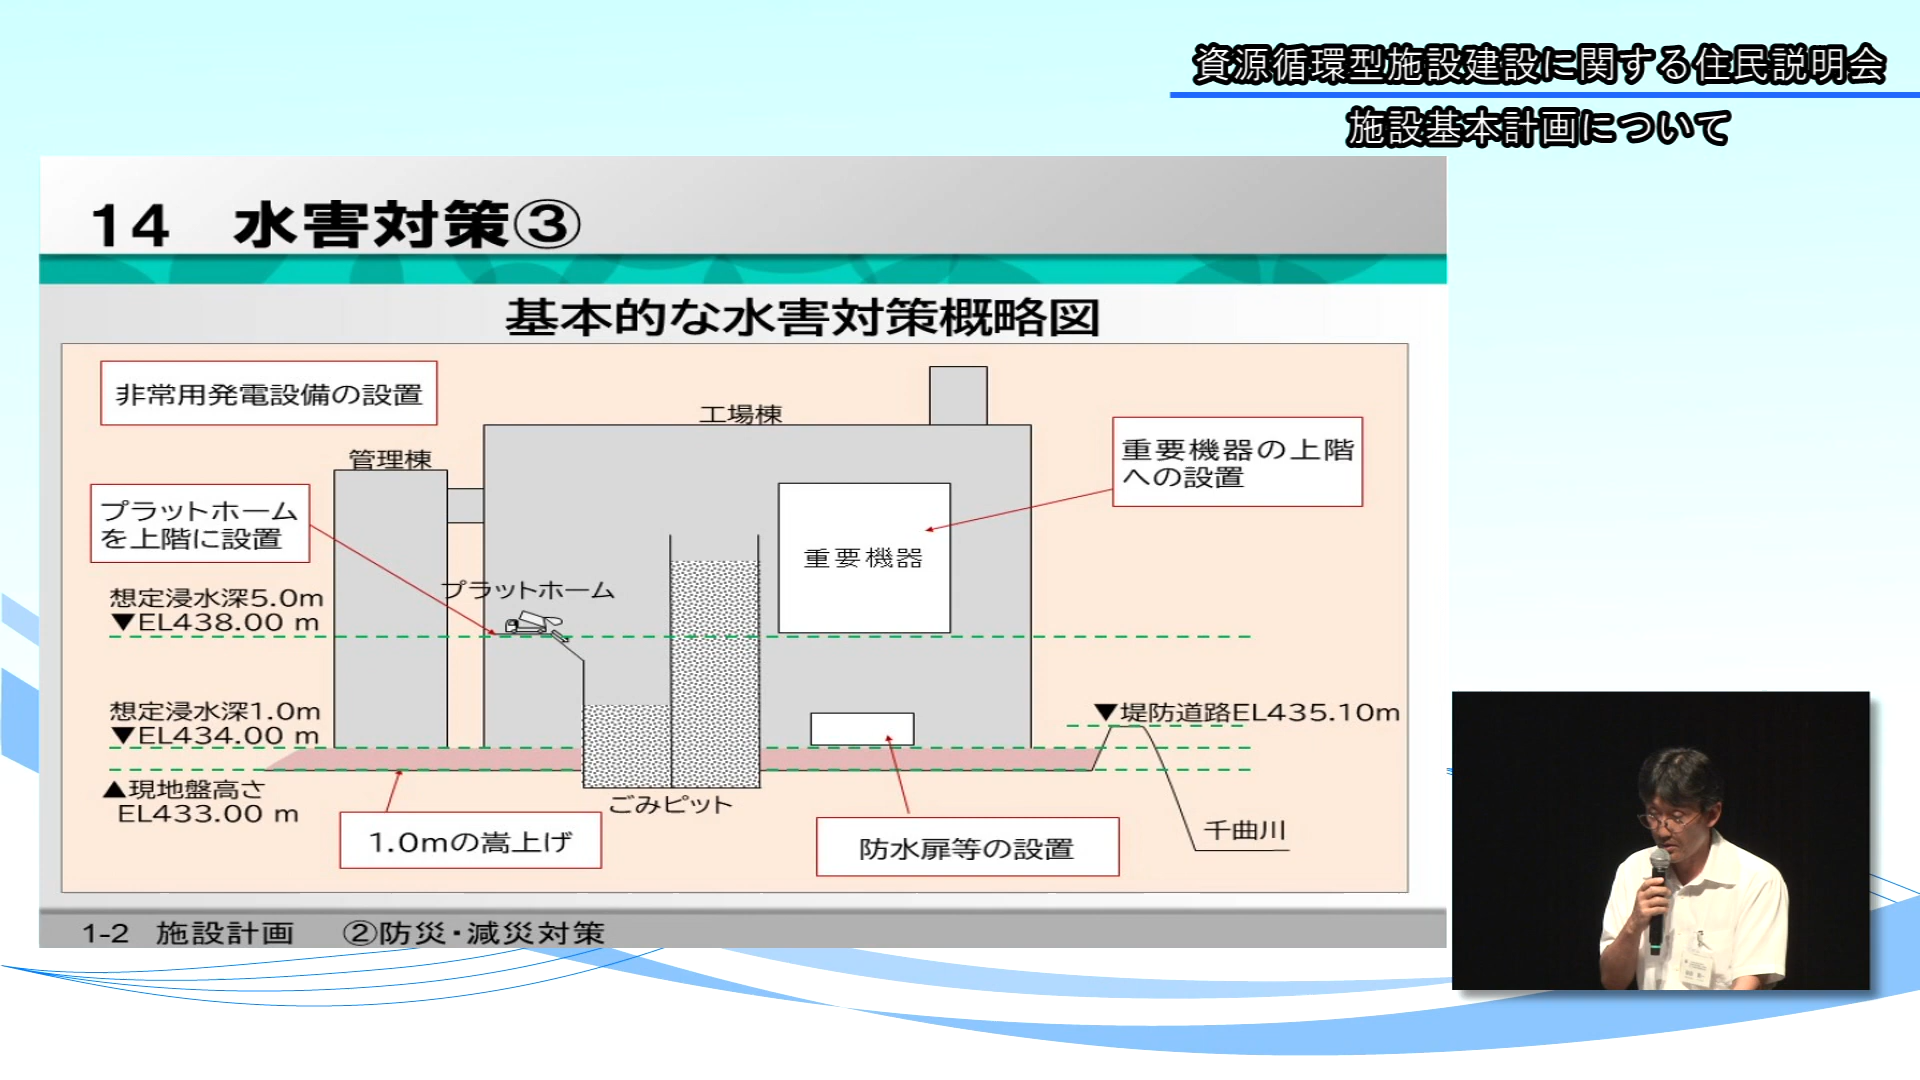 資源循環型施設建設に関する住民説明会
施設基本計画について
14 水害対策③
基本的な水害対策概略図
非常用発電設備の設置
工場棟
管理棟
重要機器の上階
への設置
プラットホーム
を上階に設置
重要機器
プラットホーム
想定浸水深5.0m
▼EL438.00 m
想定浸水深1.0m
▼EL434.00 m
▼堤防道路EL435.10m
▲現地盤高さ
EL433.00 m
ごみピット
千曲川
1.0mの嵩上げ
防水扉等の設置
1-2 施設計画 ②防災・減災対策